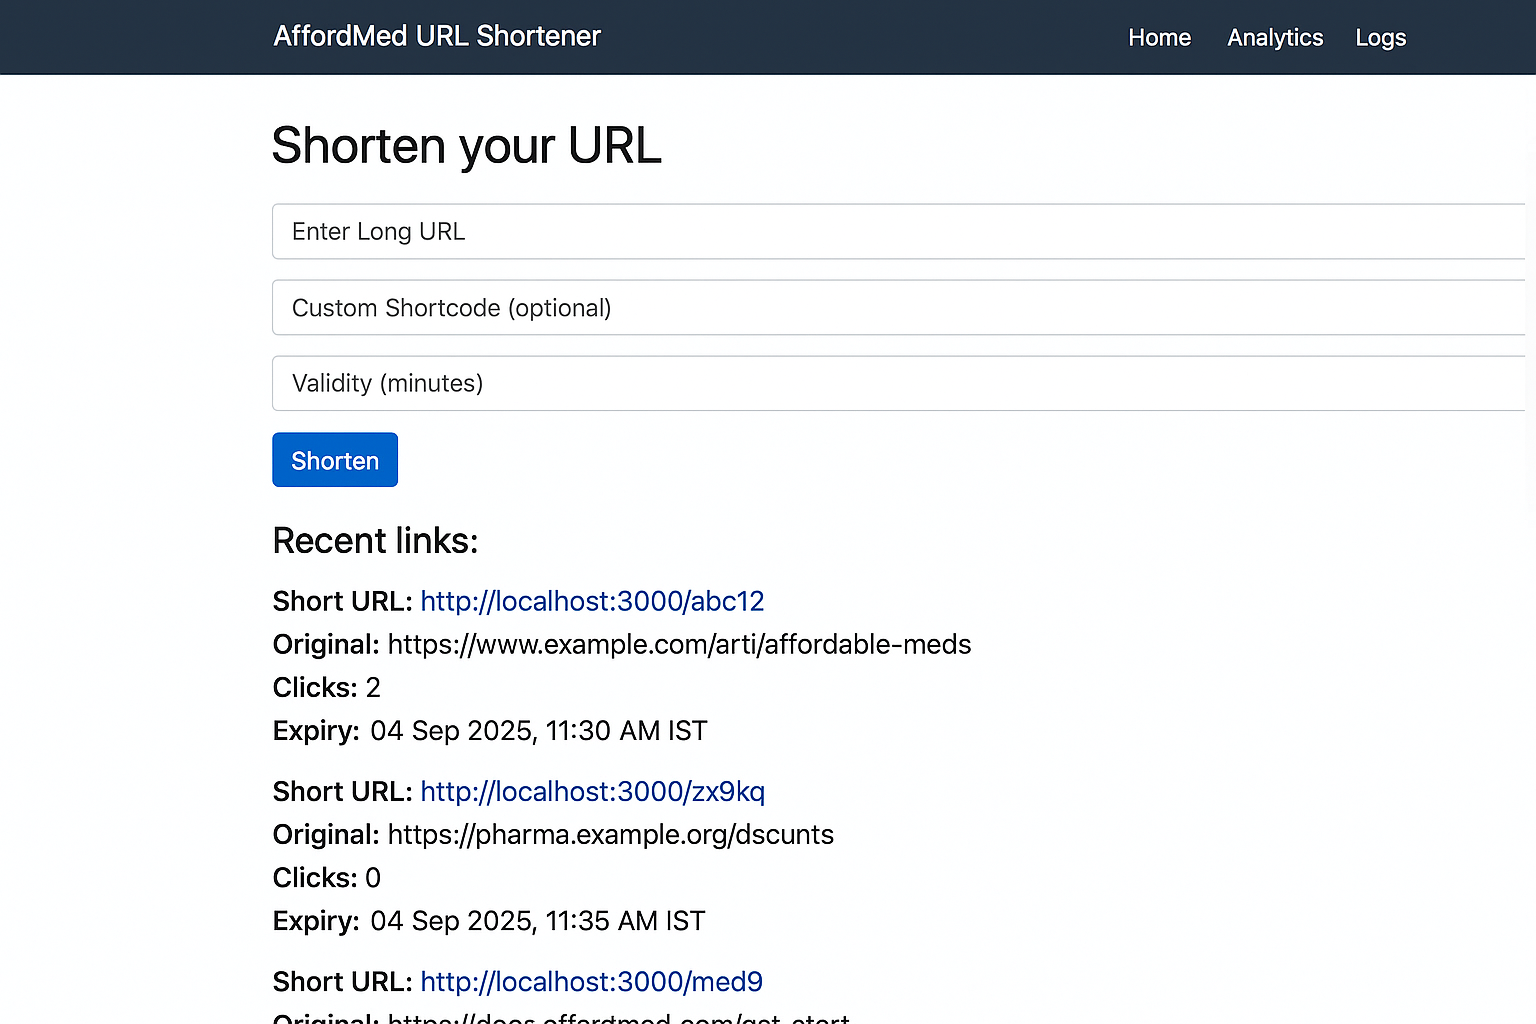 AffordMed URL Shortener
Home Analytics Logs
Shorten your URL
Enter Long URL
Custom Shortcode (optional)
Validity (minutes)
Shorten
Recent links:
Short URL: http://localhost:3000/abc12
Original: https://www.example.com/arti/affordable-meds
Clicks: 2
Expiry: 04 Sep 2025, 11:30 AM IST
Short URL: http://localhost:3000/zx9kq
Original: https://pharma.example.org/dscunts
Clicks: 0
Expiry: 04 Sep 2025, 11:35 AM IST
Short URL: http://localhost:3000/med9
Original: